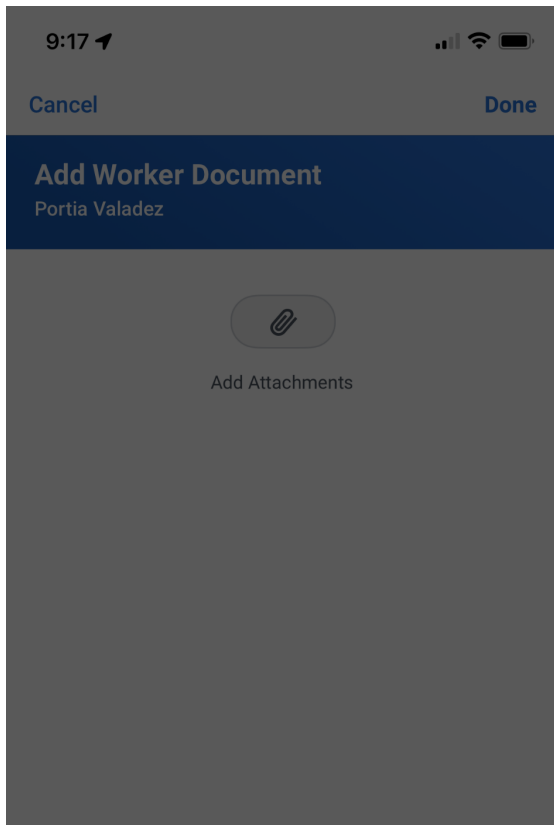 9:17
Cancel
Done
Add Worker Document
Portia Valadez
Add Attachments